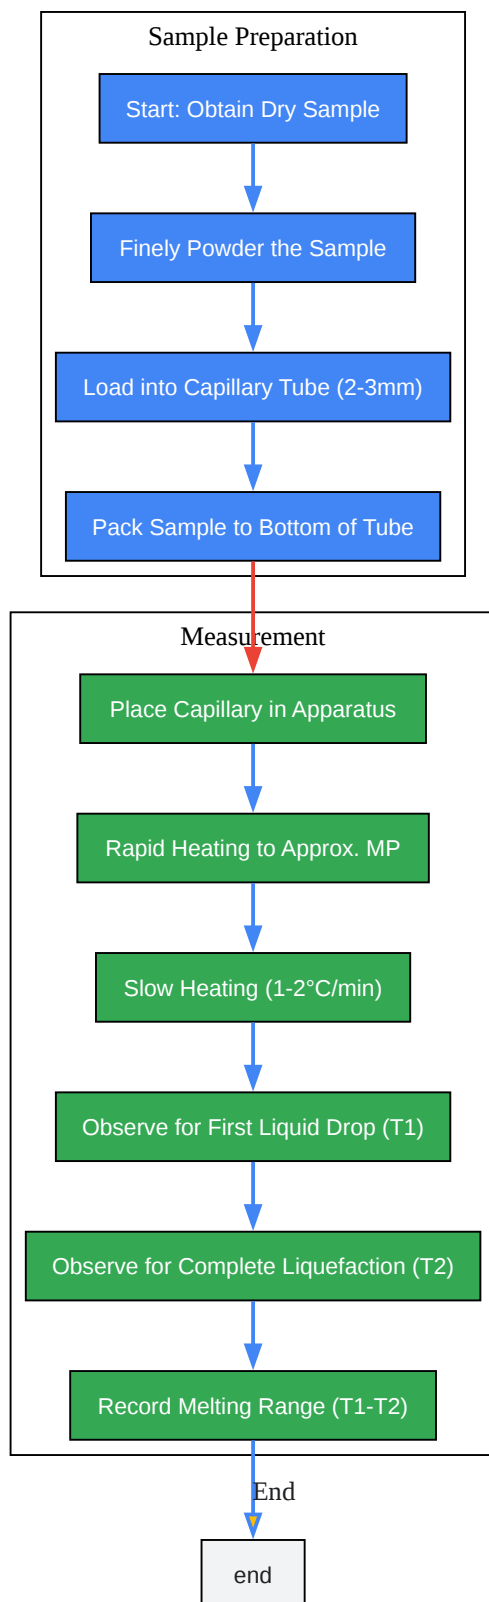 Sample Preparation
Start: Obtain Dry Sample
Finely Powder the Sample
Load into Capillary Tube (2-3mm)
Pack Sample to Bottom of Tube
Measurement
Place Capillary in Apparatus
Rapid Heating to Approx. MP
Slow Heating (1-2°C/min)
Observe for First Liquid Drop (T1)
Observe for Complete Liquefaction (T2)
Record Melting Range (T1-T2)
End
end